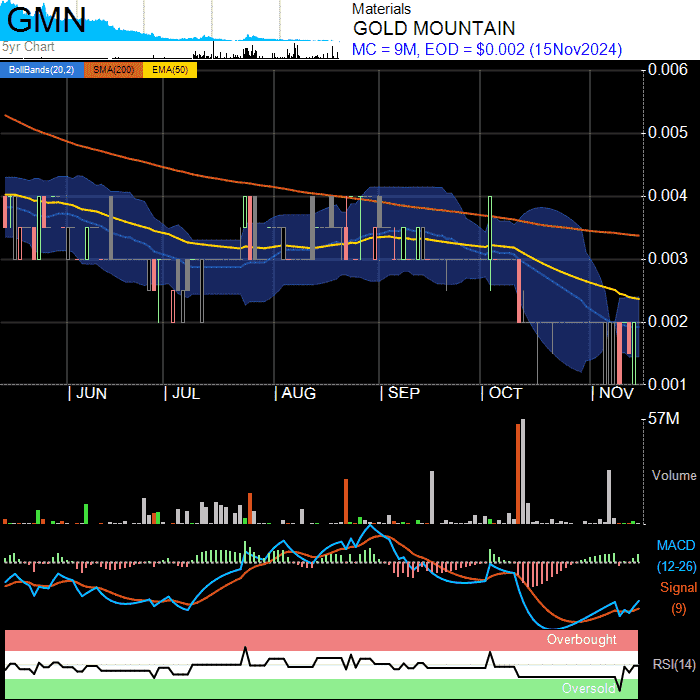 GMN
5yr Chart
Materials
GOLD MOUNTAIN
MC = 9M, EOD = $0.002 (15Nov2024)
BollBands(20,2) SMA(200) EMA(50)
0.006
0.005
0.004
0.003
0.002
0.001
JUN JUL AUG SEP OCT NOV
57M
Volume
MACD
(12-26)
Signal
(9)
Overbought
RSI(14)
Oversold